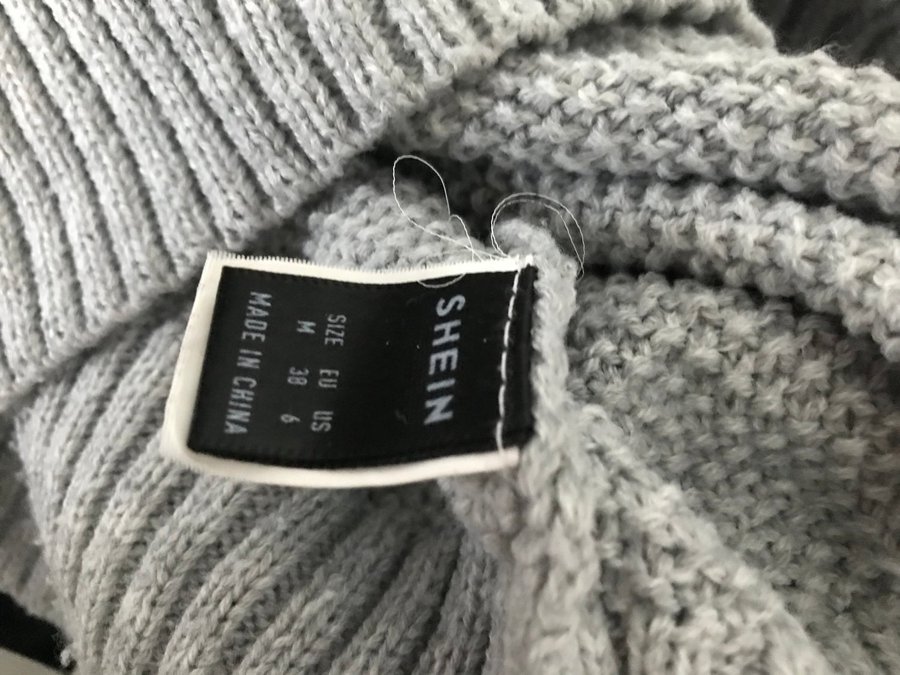 SHEIN
SIZE EU US
M 38 6
MADE IN CHINA